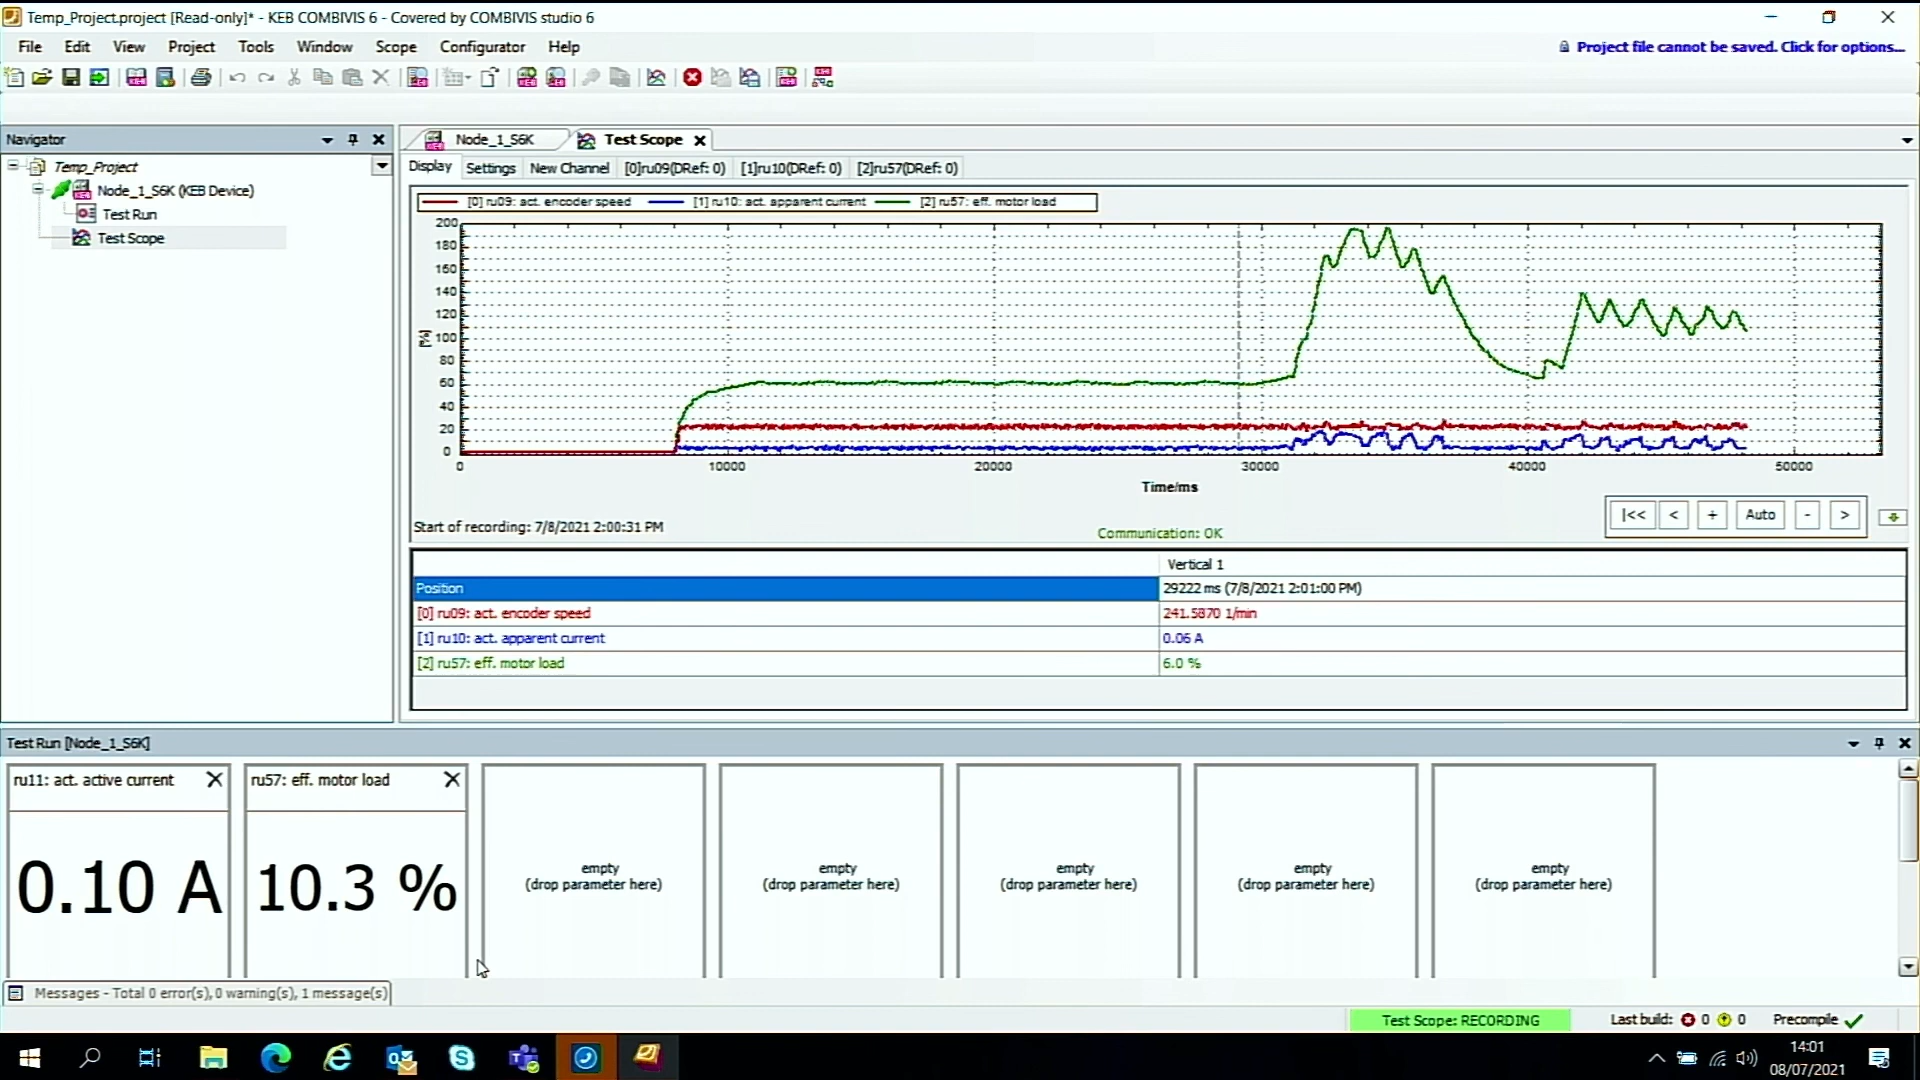 Temp_Project.project [Read-only]* - KEB COMBIVIS 6 - Covered by COMBIVIS studio 6
File Edit View Project Tools Window Scope Configurator Help
Project file cannot be saved. Click for options...
Navigator
Temp_Project
Node_1_S6K (KEB Device)
Test Run
Test Scope
Node_1_S6K Test Scope
Display Settings New Channel [0]ru09(DRef: 0) [1]ru10(DRef: 0) [2]ru57(DRef: 0)
[0] ru09: act. encoder speed [1] ru10: act. apparent current [2] ru57: eff. motor load
200
180
160
140
120
100
80
60
40
20
0
[%]
0 10000 20000 30000 40000 50000
Time/ms
|<< < + Auto - >
Start of recording: 7/8/2021 2:00:31 PM
Communication: OK
Vertical 1
Position 29222 ms (7/8/2021 2:01:00 PM)
[0] ru09: act. encoder speed 241.5870 1/min
[1] ru10: act. apparent current 0.06 A
[2] ru57: eff. motor load 6.0 %
Test Run [Node_1_S6K]
ru11: act. active current ru57: eff. motor load
0.10 A 10.3 %
empty empty empty empty empty
(drop parameter here) (drop parameter here) (drop parameter here) (drop parameter here) (drop parameter here)
Messages - Total 0 error(s), 0 warning(s), 1 message(s)
Test Scope: RECORDING Last build: 0 0 Precompile
14:01
08/07/2021